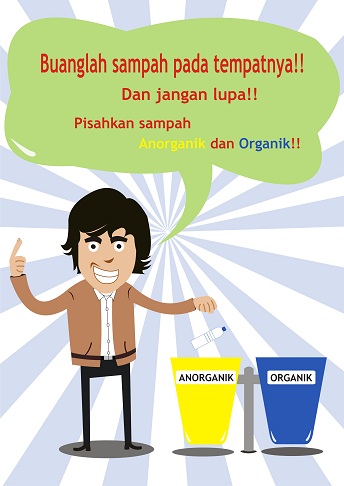 Buanglah sampah pada tempatnya!!
Dan jangan lupa!!
Pisahkan sampah
Anorganik dan Organik!!
ANORGANIK
ORGANIK